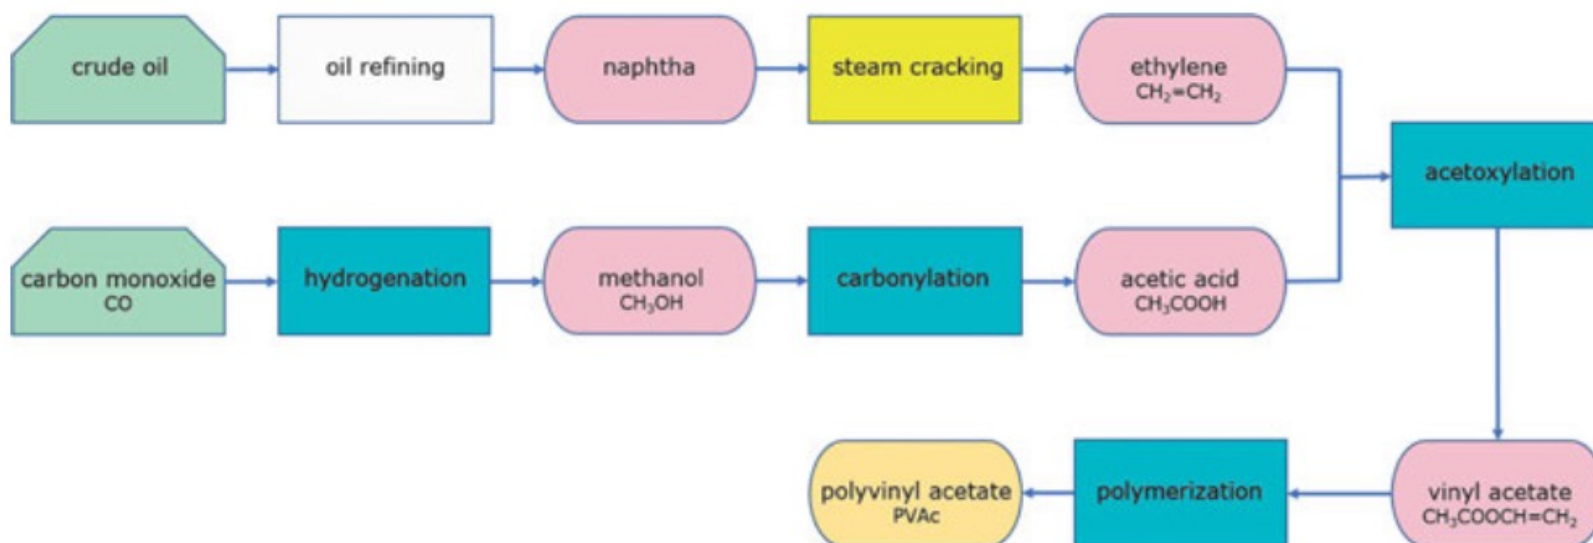 crude oil
oil refining
naphtha
steam cracking
ethylene
CH₂=CH₂
acetoxylation
carbon monoxide
CO
hydrogenation
methanol
CH₃OH
carbonylation
acetic acid
CH₃COOH
polyvinyl acetate
PVAc
polymerization
vinyl acetate
CH₃COOCH=CH₂